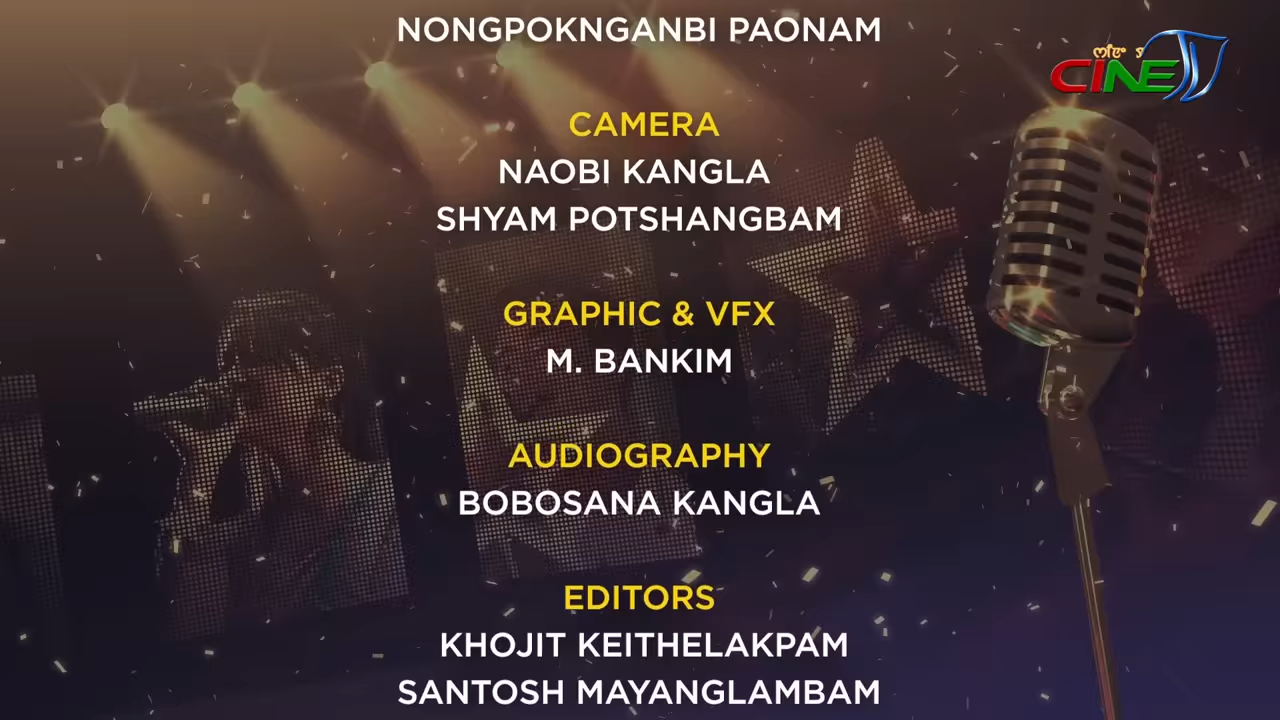 NONGPOKNGANBI PAONAM
CINE TV
CAMERA
NAOBI KANGLA
SHYAM POTSHANGBAM
GRAPHIC & VFX
M. BANKIM
AUDIOGRAPHY
BOBOSANA KANGLA
EDITORS
KHOJIT KEITHELAKPAM
SANTOSH MAYANGLAMBAM